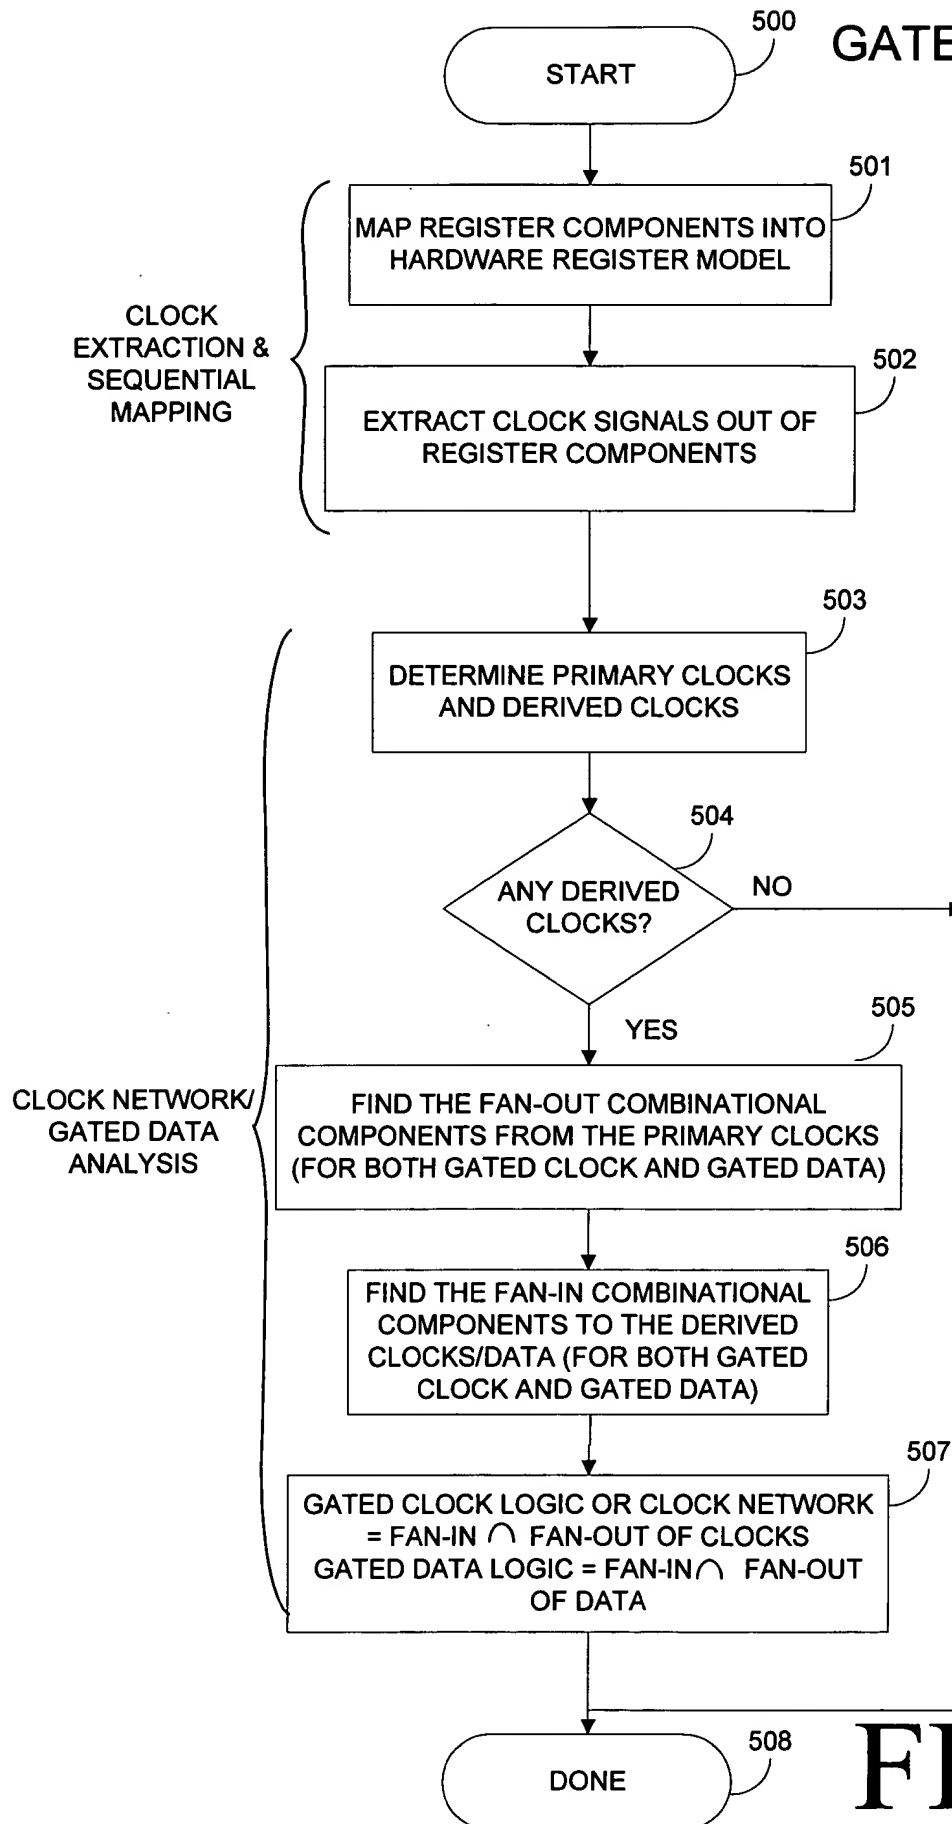 500
GATE
START
501
MAP REGISTER COMPONENTS INTO
HARDWARE REGISTER MODEL
CLOCK
EXTRACTION &
SEQUENTIAL
MAPPING
502
EXTRACT CLOCK SIGNALS OUT OF
REGISTER COMPONENTS
503
DETERMINE PRIMARY CLOCKS
AND DERIVED CLOCKS
504
ANY DERIVED
CLOCKS?
NO
YES
505
CLOCK NETWORK/
GATED DATA
ANALYSIS
FIND THE FAN-OUT COMBINATIONAL
COMPONENTS FROM THE PRIMARY CLOCKS
(FOR BOTH GATED CLOCK AND GATED DATA)
506
FIND THE FAN-IN COMBINATIONAL
COMPONENTS TO THE DERIVED
CLOCKS/DATA (FOR BOTH GATED
CLOCK AND GATED DATA)
507
GATED CLOCK LOGIC OR CLOCK NETWORK
= FAN-IN ∩ FAN-OUT OF CLOCKS
GATED DATA LOGIC = FAN-IN ∩ FAN-OUT
OF DATA
508
DONE